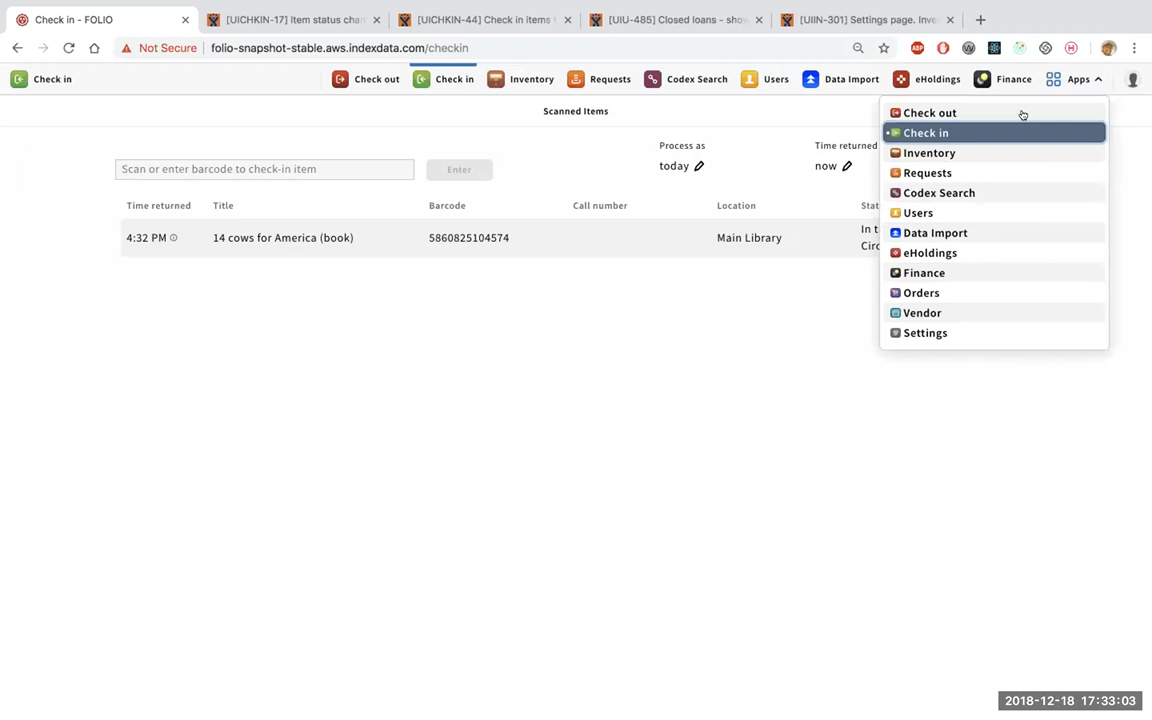 Check in - FOLIO
[UICHKIN-17] Item status chan
[UICHKIN-44] Check in items
[UIU-485] Closed loans - show
[UIIN-301] Settings page. Inve
Not Secure
folio-snapshot-stable.aws.indexdata.com/checkin
ABP
Check in
Check out
Check in
Inventory
Requests
Codex Search
Users
Data Import
eHoldings
Finance
Apps
Scanned Items
Check out
Check in
Inventory
Requests
Codex Search
Users
Data Import
eHoldings
Finance
Orders
Vendor
Settings
Process as
Time returned
today
now
Scan or enter barcode to check-in item
Enter
Time returned
Title
Barcode
Call number
Location
Stat
4:32 PM
14 cows for America (book)
5860825104574
Main Library
In t
Circ
2018-12-18 17:33:03